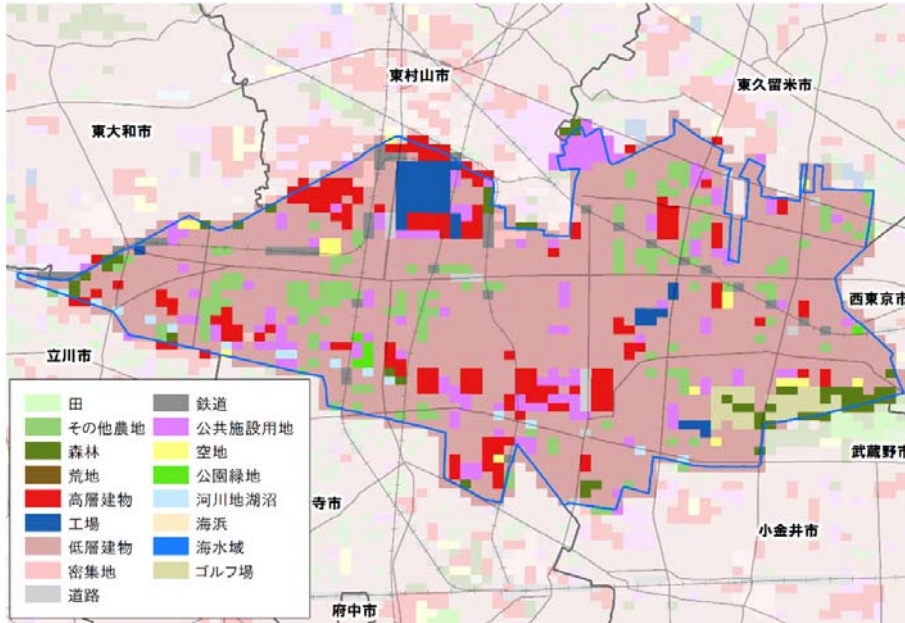 東村山市
東久留米市
東大和市
西東京市
立川市
武蔵野市
寺市
小金井市
府中市
田
その他農地
森林
荒地
高層建物
工場
低層建物
密集地
道路
鉄道
公共施設用地
空地
公園緑地
河川地湖沼
海浜
海水域
ゴルフ場